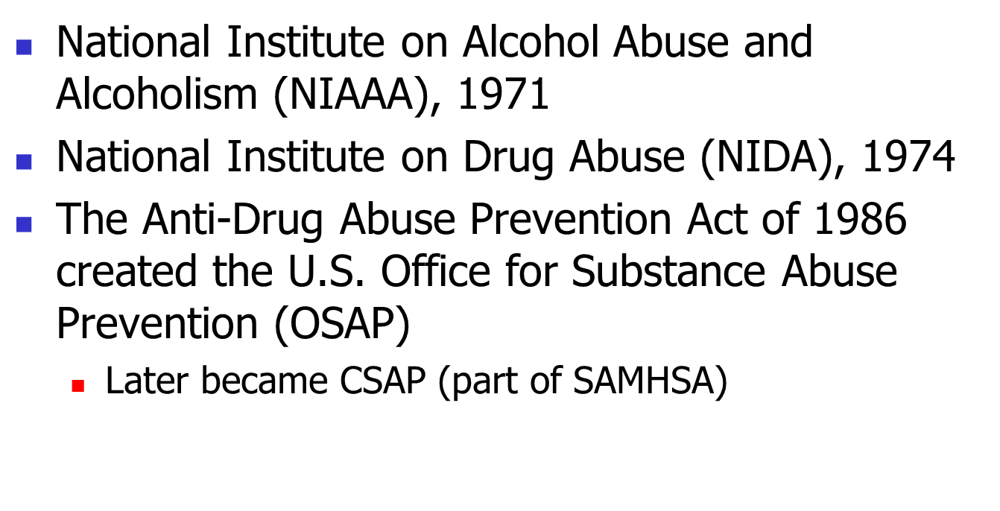 National Institute on Alcohol Abuse and
Alcoholism (NIAAA), 1971
National Institute on Drug Abuse (NIDA), 1974
The Anti-Drug Abuse Prevention Act of 1986
created the U.S. Office for Substance Abuse
Prevention (OSAP)
Later became CSAP (part of SAMHSA)